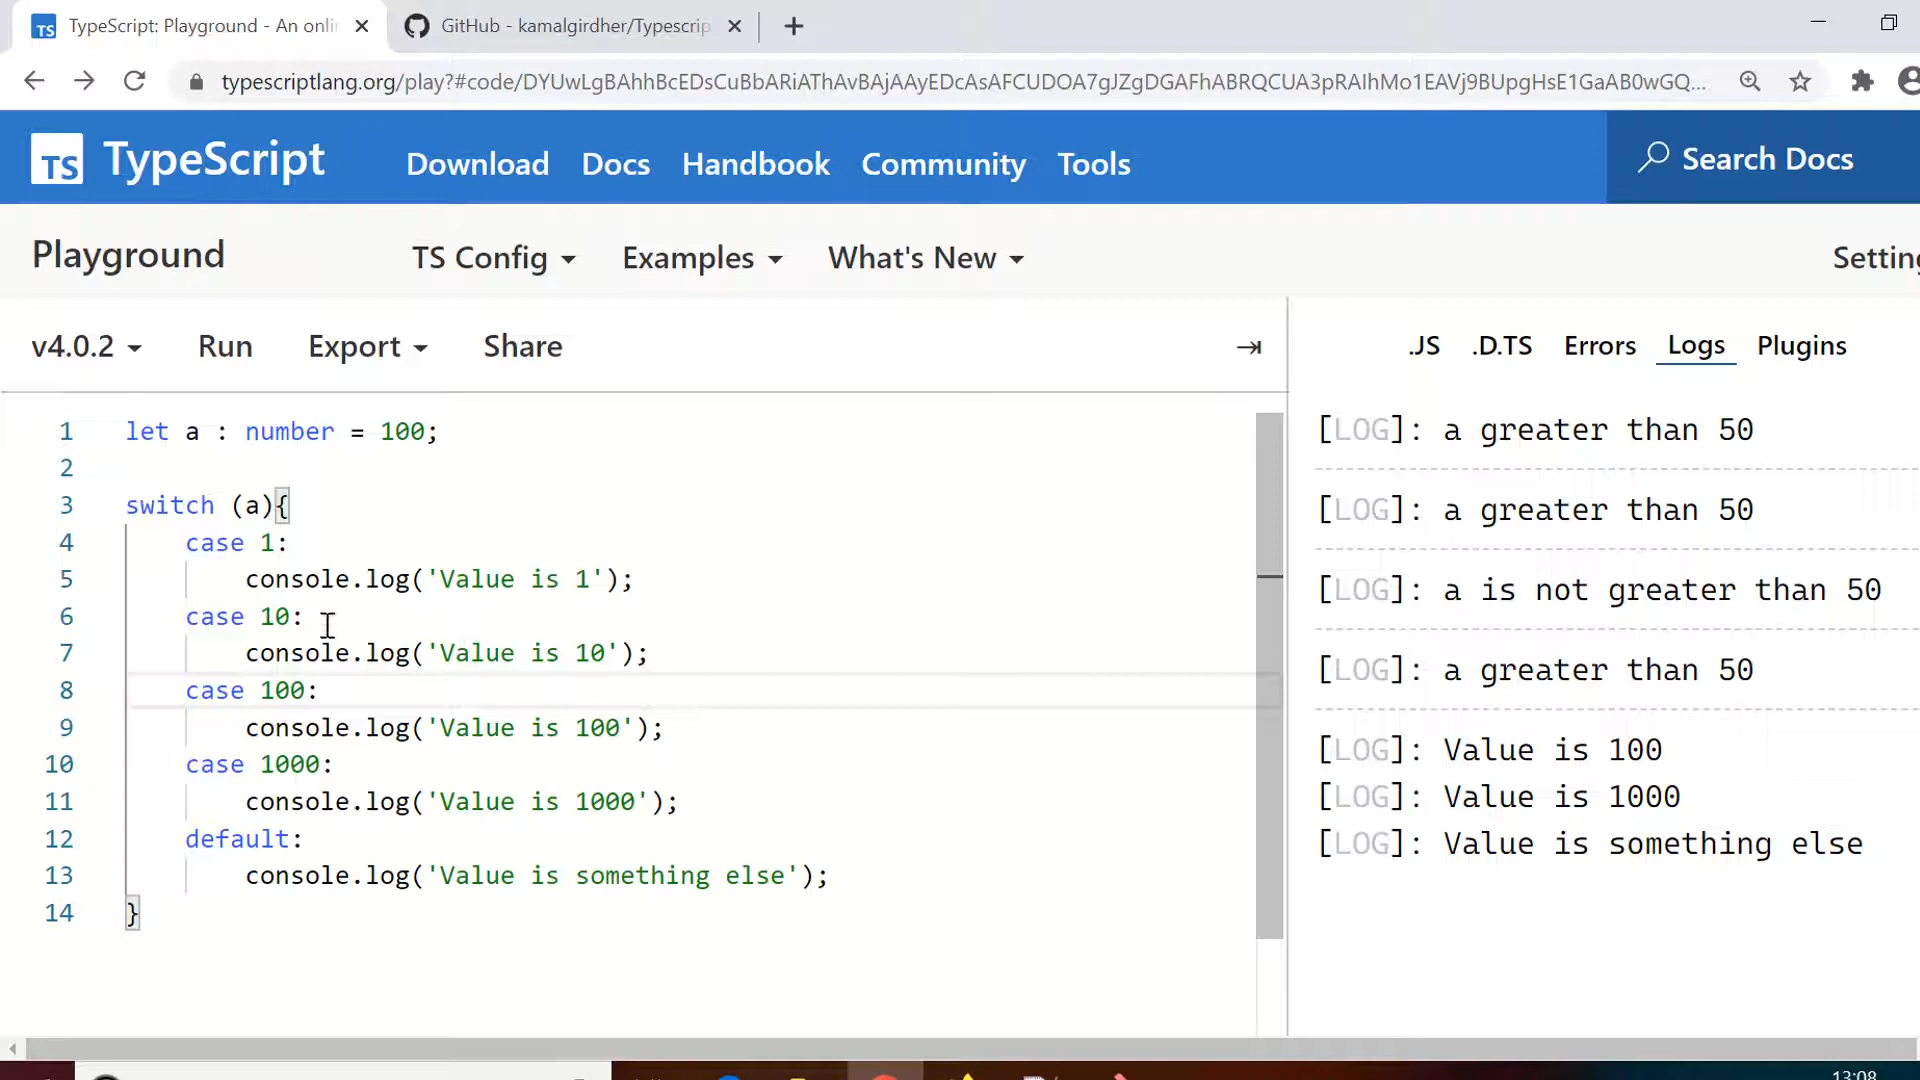 TypeScript: Playground - An onli
GitHub - kamalgirdher/Typescrip
typescriptlang.org/play?#code/DYUwLgBAhhBcEDsCuBbARiAThAvBAjAAyEDcAsAFCUDOA7gJZgDGAFhABRQCUA3pRAIhMo1EAVj9BUpgHsE1GaAB0wGQ...
TS TypeScript
Download Docs Handbook Community Tools
Search Docs
Playground
TS Config Examples What's New
Setting
v4.0.2 Run Export Share
.JS .D.TS Errors Logs Plugins
1 let a : number = 100;
2
3 switch (a){
4 case 1:
5 console.log('Value is 1');
6 case 10:
7 console.log('Value is 10');
8 case 100:
9 console.log('Value is 100');
10 case 1000:
11 console.log('Value is 1000');
12 default:
13 console.log('Value is something else');
14 }
[LOG]: a greater than 50
[LOG]: a greater than 50
[LOG]: a is not greater than 50
[LOG]: a greater than 50
[LOG]: Value is 100
[LOG]: Value is 1000
[LOG]: Value is something else
13:08